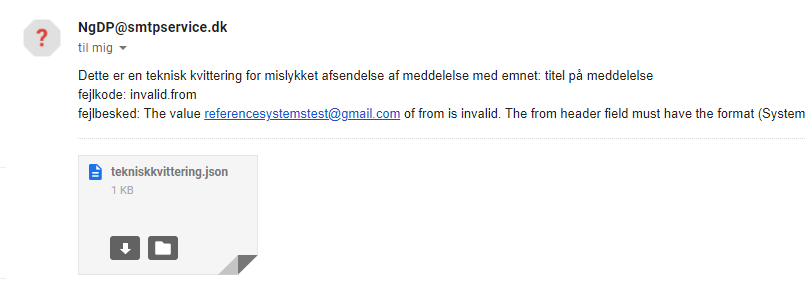 NgDP@smtpservice.dk
til mig
Dette er en teknisk kvittering for mislykket afsendelse af meddelelse med emnet: titel på meddelelse
fejlkode: invalid.from
fejlbesked: The value referencesystemstest@gmail.com of from is invalid. The from header field must have the format (System
tekniskkvittering.json
1 KB